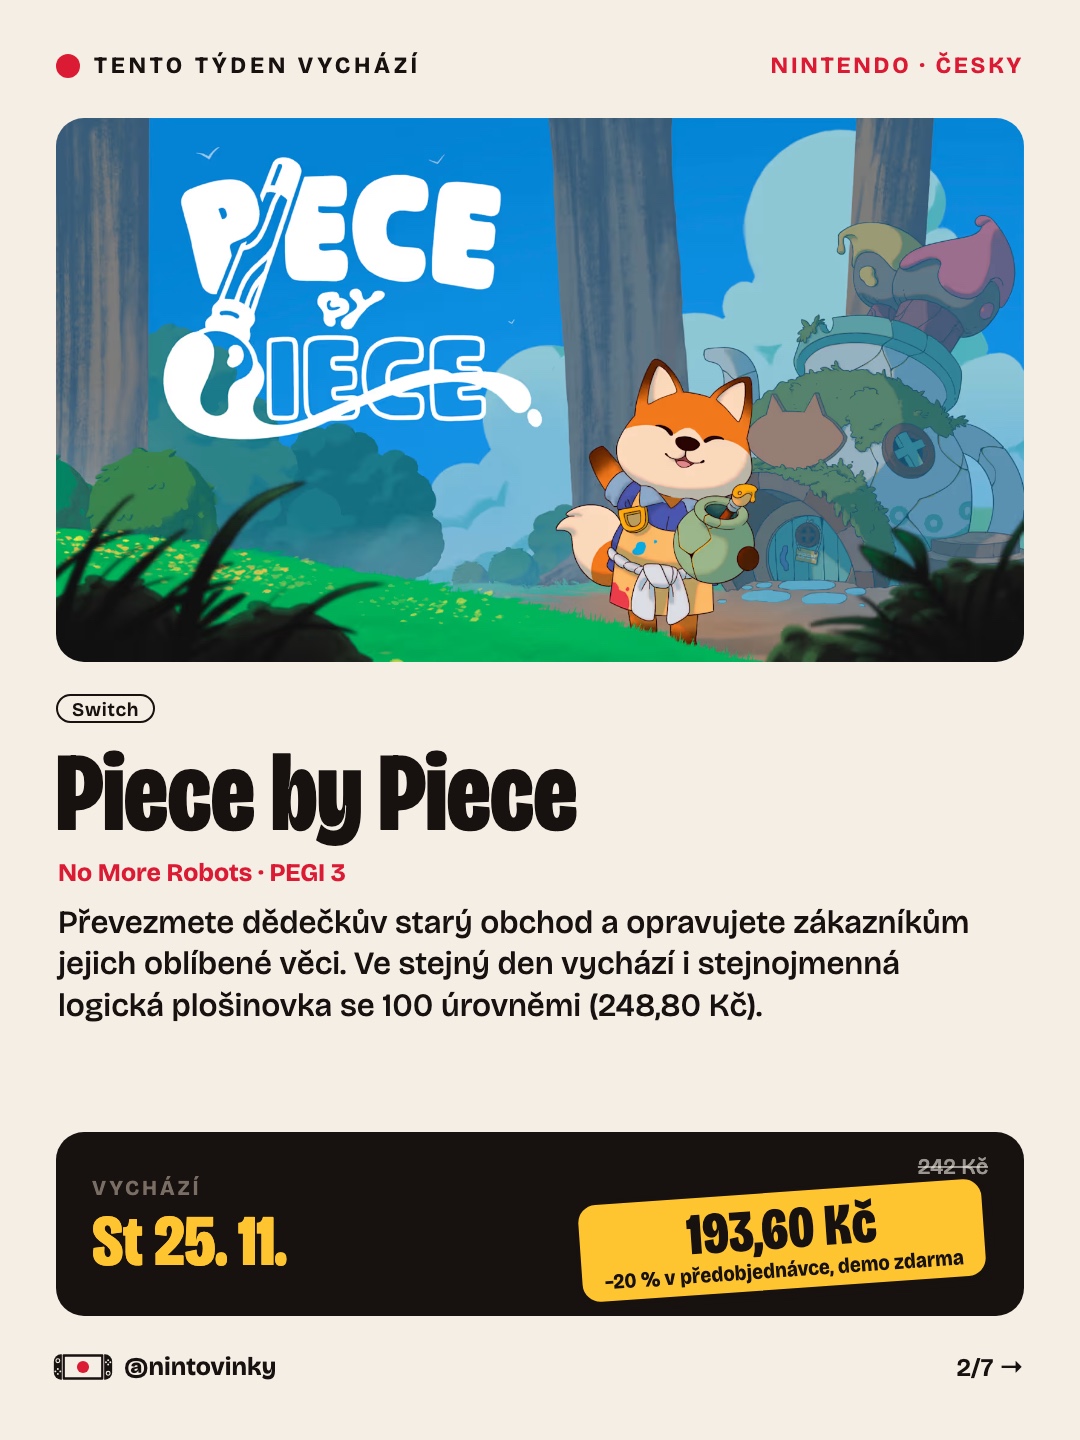 TENTO TÝDEN VYCHÁZÍ
NINTENDO · ČESKY
PIECE
BY
PIECE
Switch
Piece by Piece
No More Robots · PEGI 3
Převezmete dědečkův starý obchod a opravujete zákazníkům
jejich oblíbené věci. Ve stejný den vychází i stejnojmenná
logická plošinovka se 100 úrovněmi (248,80 Kč).
VYCHÁZÍ
St 25. 11.
242 Kč
193,60 Kč
-20 % v předobjednávce, demo zdarma
@nintovinky
2/7 →